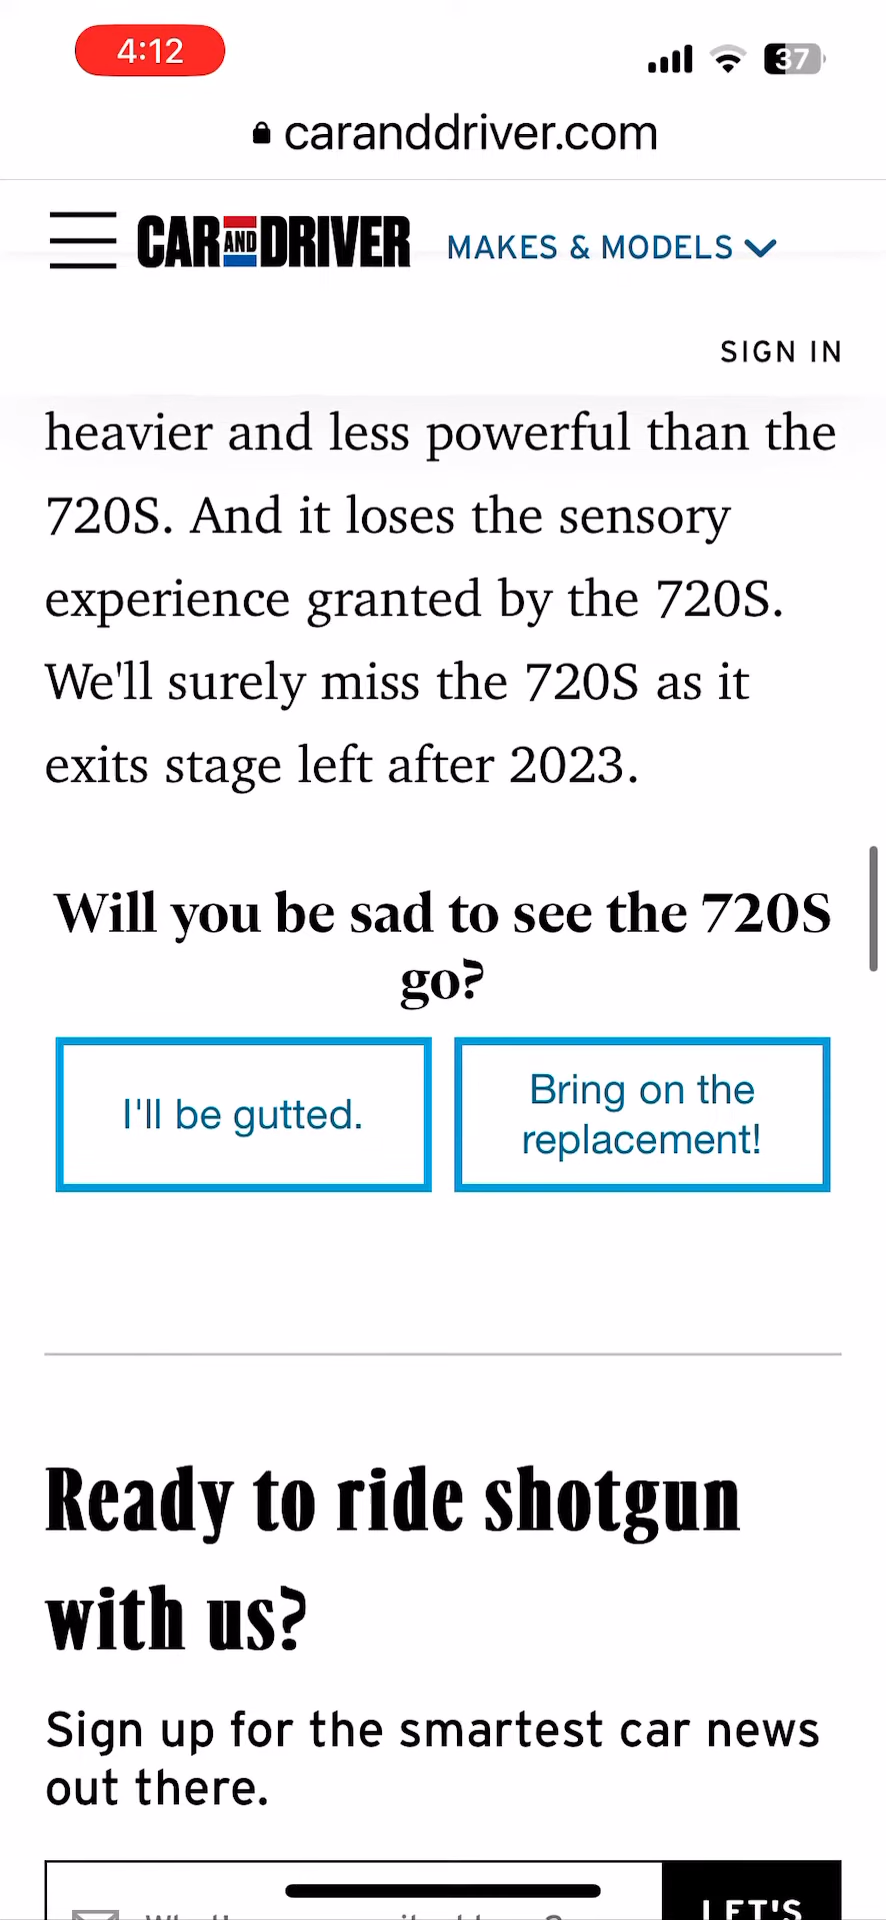 4:12
37
caranddriver.com
CAR AND DRIVER
MAKES & MODELS
SIGN IN
heavier and less powerful than the
720S. And it loses the sensory
experience granted by the 720S.
We'll surely miss the 720S as it
exits stage left after 2023.
Will you be sad to see the 720S
go?
I'll be gutted.
Bring on the
replacement!
Ready to ride shotgun
with us?
Sign up for the smartest car news
out there.
LET'S